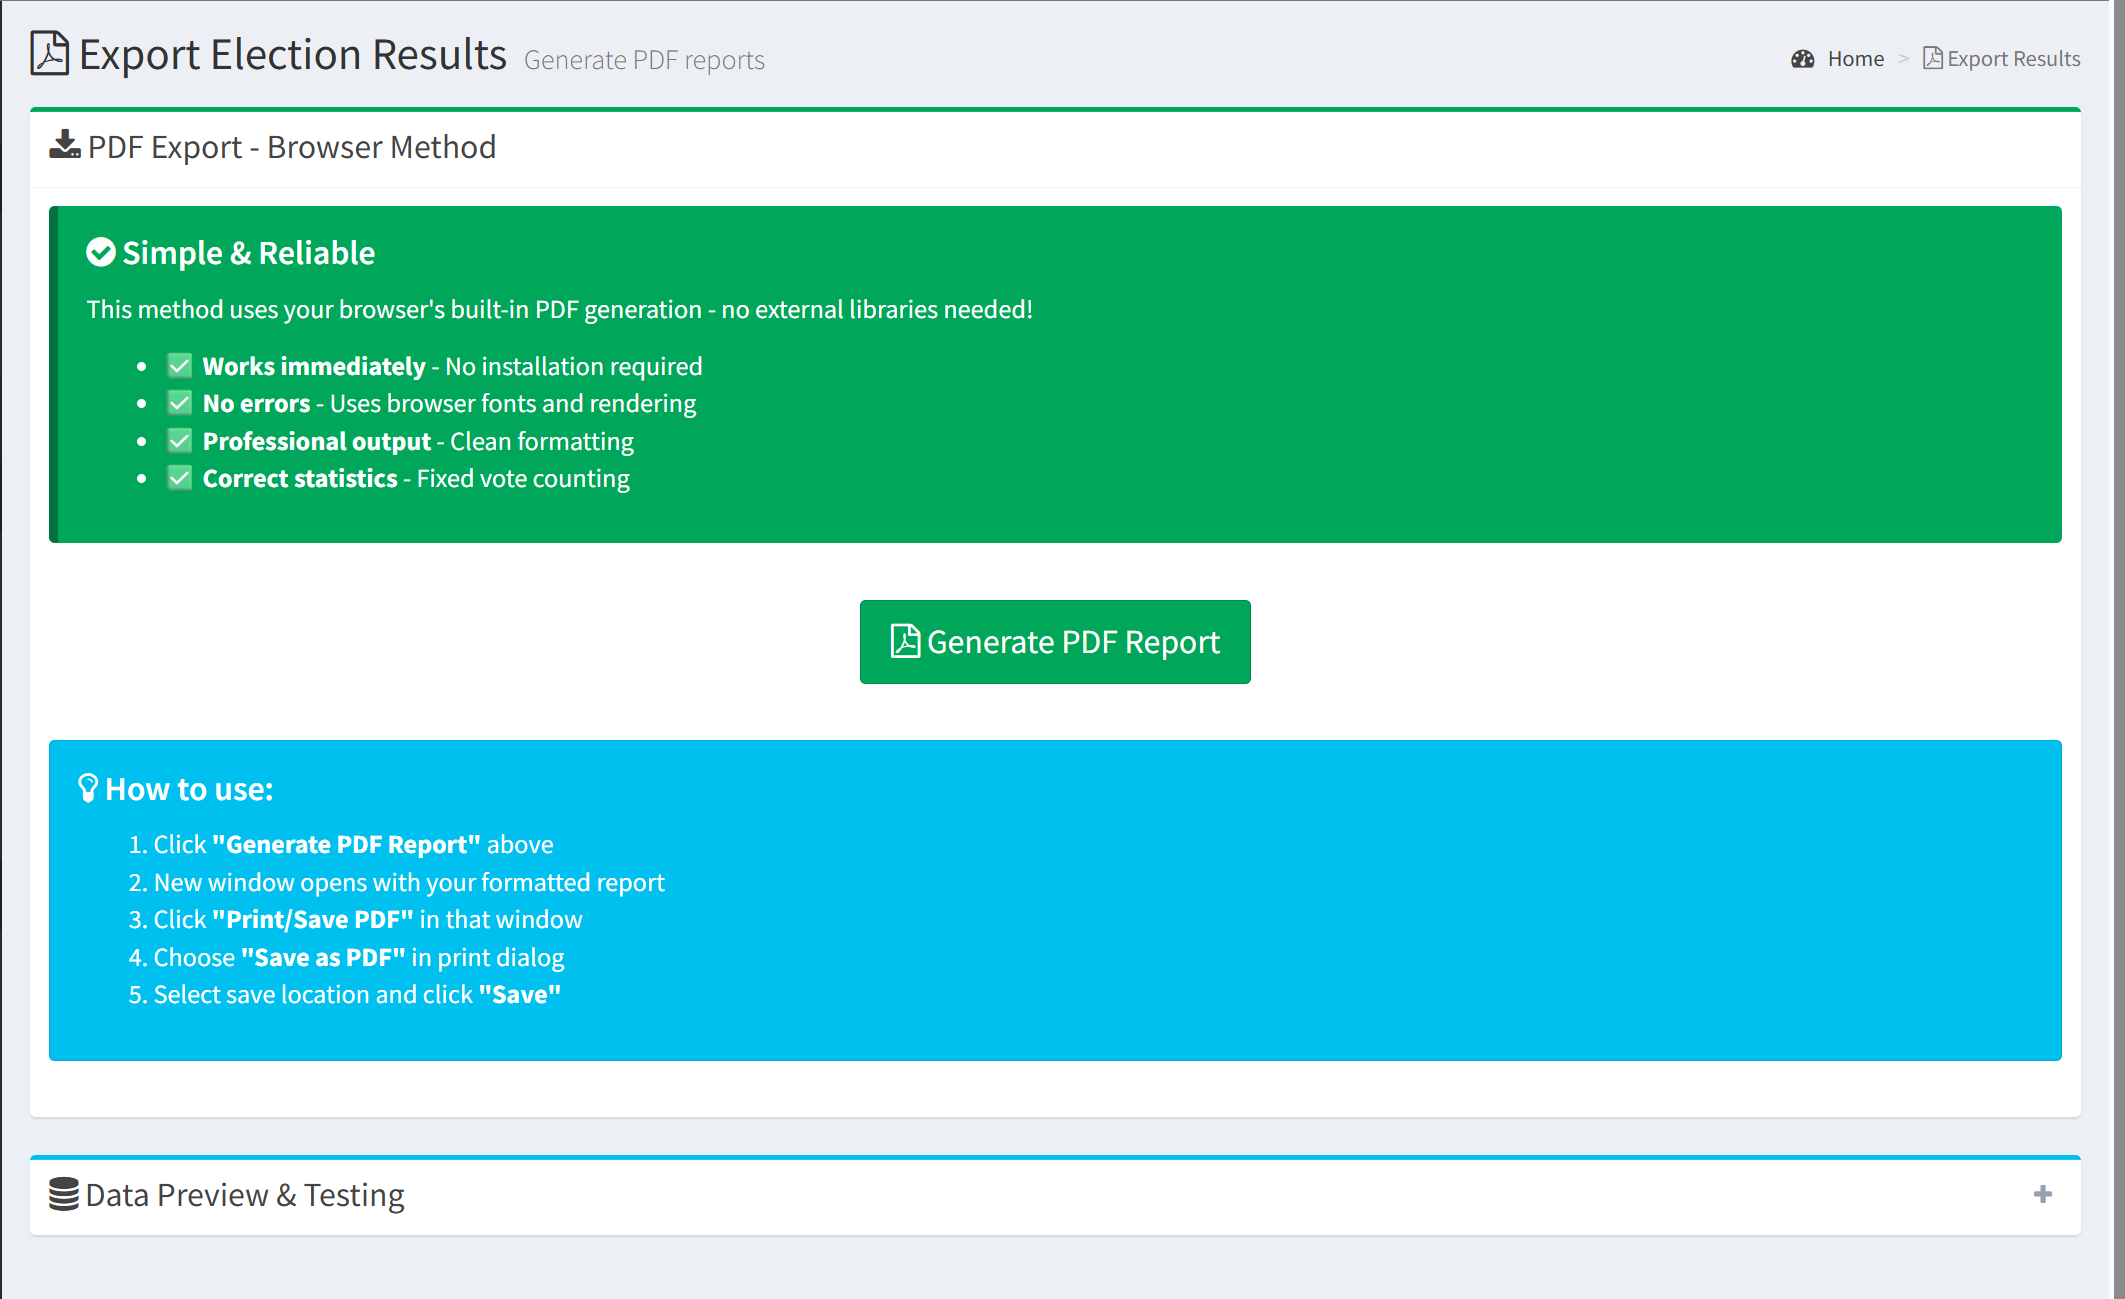 Export Election Results Generate PDF reports
Home > Export Results
PDF Export - Browser Method
Simple & Reliable
This method uses your browser's built-in PDF generation - no external libraries needed!
• ✅ Works immediately - No installation required
• ✅ No errors - Uses browser fonts and rendering
• ✅ Professional output - Clean formatting
• ✅ Correct statistics - Fixed vote counting
Generate PDF Report
How to use:
1. Click "Generate PDF Report" above
2. New window opens with your formatted report
3. Click "Print/Save PDF" in that window
4. Choose "Save as PDF" in print dialog
5. Select save location and click "Save"
Data Preview & Testing